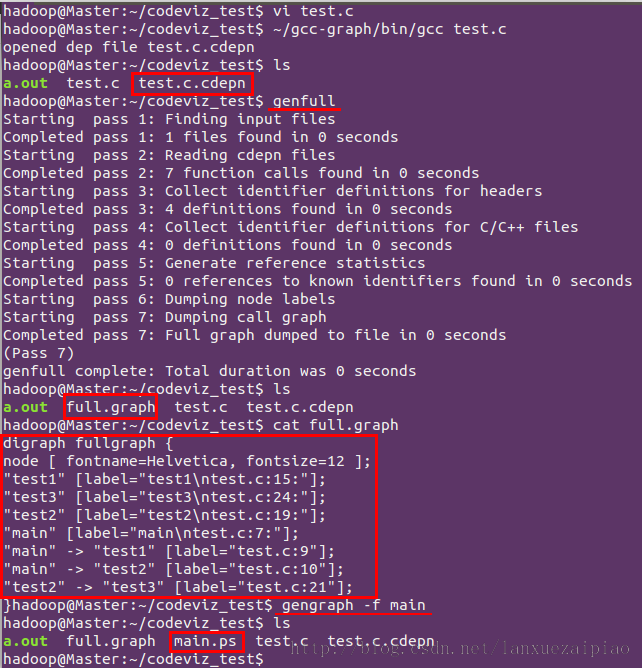 hadoop@Master:~/codeviz_test$ vi test.c
hadoop@Master:~/codeviz_test$ ~/gcc-graph/bin/gcc test.c
opened dep file test.c.cdepn
hadoop@Master:~/codeviz_test$ ls
a.out  test.c  test.c.cdepn
hadoop@Master:~/codeviz_test$ genfull
Starting  pass 1: Finding input files
Completed pass 1: 1 files found in 0 seconds
Starting  pass 2: Reading cdepn files
Completed pass 2: 7 function calls found in 0 seconds
Starting  pass 3: Collect identifier definitions for headers
Completed pass 3: 4 definitions found in 0 seconds
Starting  pass 4: Collect identifier definitions for C/C++ files
Completed pass 4: 0 definitions found in 0 seconds
Starting  pass 5: Generate reference statistics
Completed pass 5: 0 references to known identifiers found in 0 seconds
Starting  pass 6: Dumping node labels
Starting  pass 7: Dumping call graph
Completed pass 7: Full graph dumped to file in 0 seconds
(Pass 7)
genfull complete: Total duration was 0 seconds
hadoop@Master:~/codeviz_test$ ls
a.out  full.graph  test.c  test.c.cdepn
hadoop@Master:~/codeviz_test$ cat full.graph
digraph fullgraph {
node [ fontname=Helvetica, fontsize=12 ];
"test1" [label="test1\ntest.c:15:"];
"test3" [label="test3\ntest.c:24:"];
"test2" [label="test2\ntest.c:19:"];
"main" [label="main\ntest.c:7:"];
"main" -> "test1" [label="test.c:9"];
"main" -> "test2" [label="test.c:10"];
"test2" -> "test3" [label="test.c:21"];
}hadoop@Master:~/codeviz_test$ gengraph -f main
hadoop@Master:~/codeviz_test$ ls
a.out  full.graph  main.ps  test.c  test.c.cdepn
hadoop@Master:~/codeviz_test$
http://blog.csdn.net/lanxuezaipiao